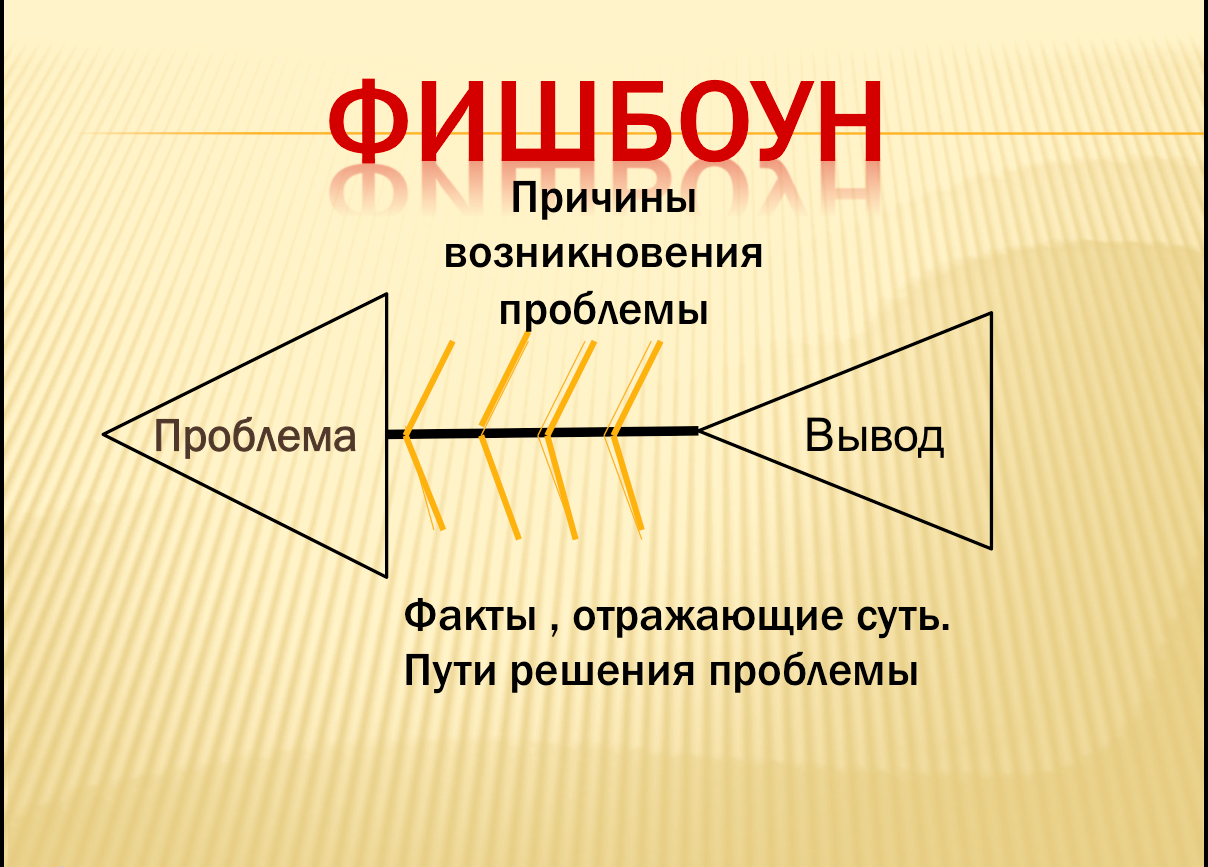 ФИШБОУН
Причины
возникновения
проблемы
Проблема
Вывод
Факты , отражающие суть.
Пути решения проблемы